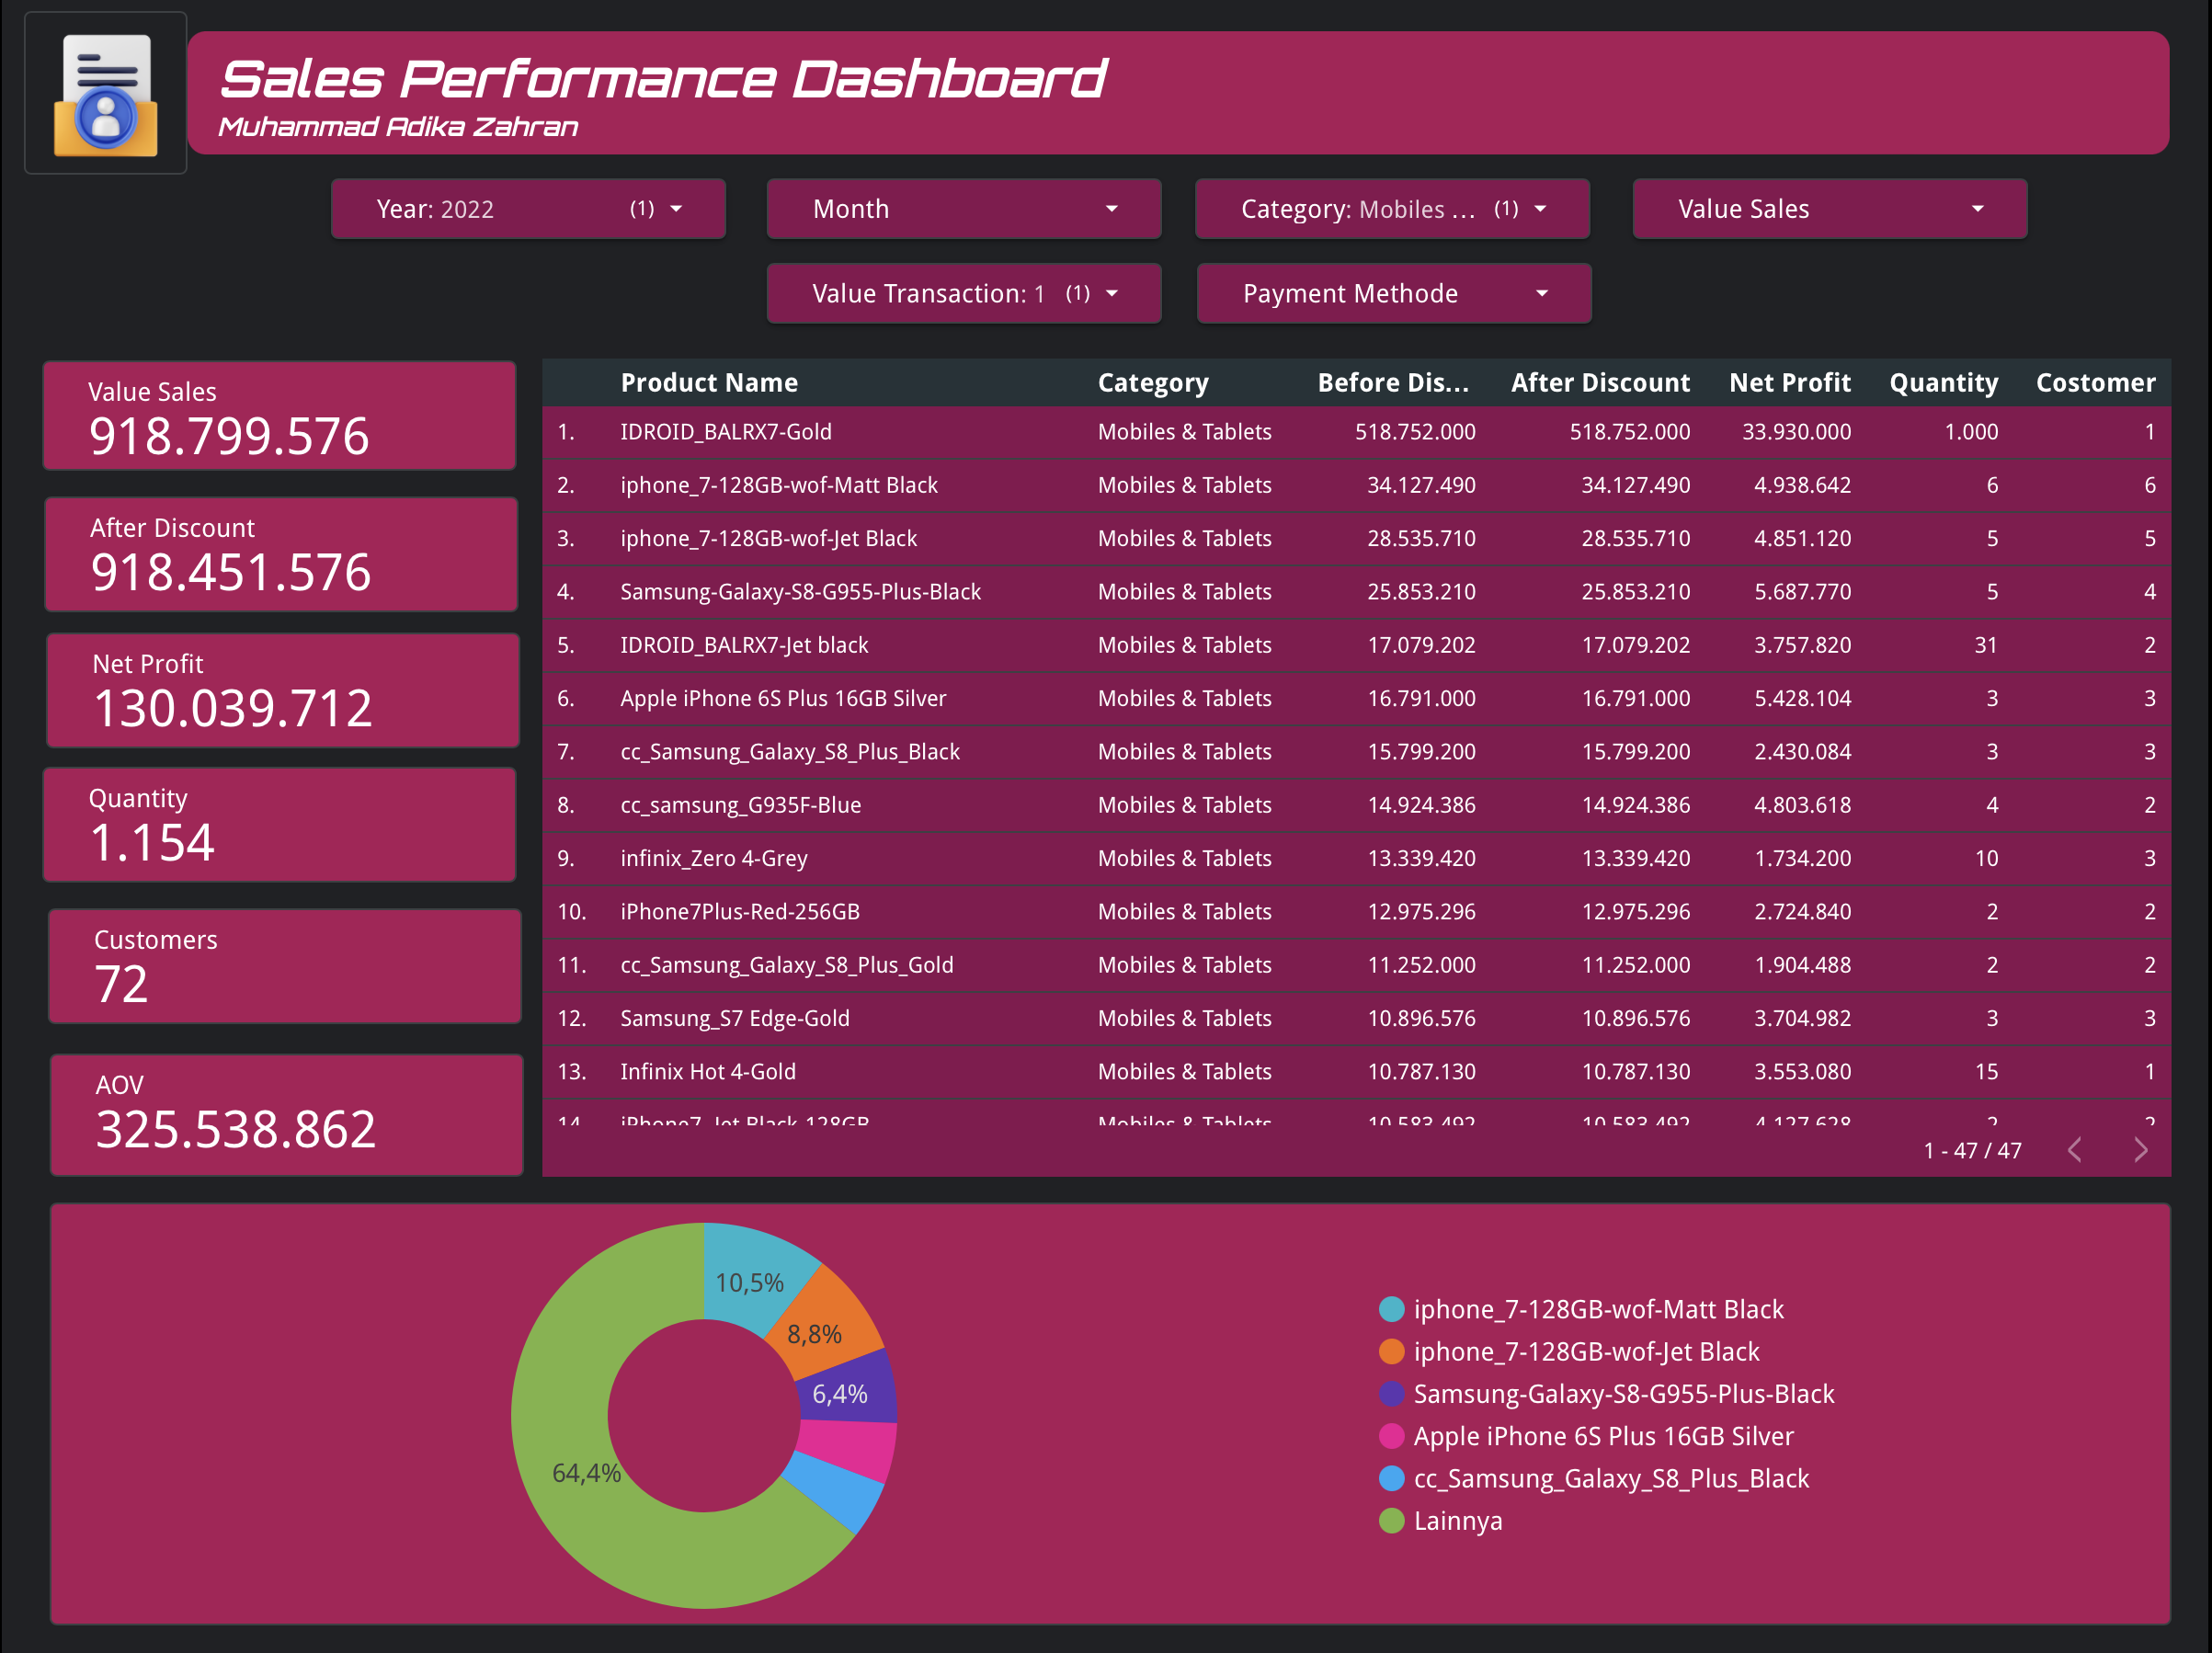 Sales Performance Dashboard
Muhammad Adika Zahran
Year: 2022 (1)
Month
Category: Mobiles ... (1)
Value Sales
Value Transaction: 1 (1)
Payment Methode
Value Sales
918.799.576
After Discount
918.451.576
Net Profit
130.039.712
Quantity
1.154
Customers
72
AOV
325.538.862
Product Name Category Before Dis... After Discount Net Profit Quantity Costomer
1. IDROID_BALRX7-Gold Mobiles & Tablets 518.752.000 518.752.000 33.930.000 1.000 1
2. iphone_7-128GB-wof-Matt Black Mobiles & Tablets 34.127.490 34.127.490 4.938.642 6 6
3. iphone_7-128GB-wof-Jet Black Mobiles & Tablets 28.535.710 28.535.710 4.851.120 5 5
4. Samsung-Galaxy-S8-G955-Plus-Black Mobiles & Tablets 25.853.210 25.853.210 5.687.770 5 4
5. IDROID_BALRX7-Jet black Mobiles & Tablets 17.079.202 17.079.202 3.757.820 31 2
6. Apple iPhone 6S Plus 16GB Silver Mobiles & Tablets 16.791.000 16.791.000 5.428.104 3 3
7. cc_Samsung_Galaxy_S8_Plus_Black Mobiles & Tablets 15.799.200 15.799.200 2.430.084 3 3
8. cc_samsung_G935F-Blue Mobiles & Tablets 14.924.386 14.924.386 4.803.618 4 2
9. infinix_Zero 4-Grey Mobiles & Tablets 13.339.420 13.339.420 1.734.200 10 3
10. iPhone7Plus-Red-256GB Mobiles & Tablets 12.975.296 12.975.296 2.724.840 2 2
11. cc_Samsung_Galaxy_S8_Plus_Gold Mobiles & Tablets 11.252.000 11.252.000 1.904.488 2 2
12. Samsung_S7 Edge-Gold Mobiles & Tablets 10.896.576 10.896.576 3.704.982 3 3
13. Infinix Hot 4-Gold Mobiles & Tablets 10.787.130 10.787.130 3.553.080 15 1
14. Mobiles & Tablets 10.583.492 10.583.492 4.127.628 2 2
1 - 47 / 47
10,5%
8,8%
6,4%
64,4%
iphone_7-128GB-wof-Matt Black
iphone_7-128GB-wof-Jet Black
Samsung-Galaxy-S8-G955-Plus-Black
Apple iPhone 6S Plus 16GB Silver
cc_Samsung_Galaxy_S8_Plus_Black
Lainnya